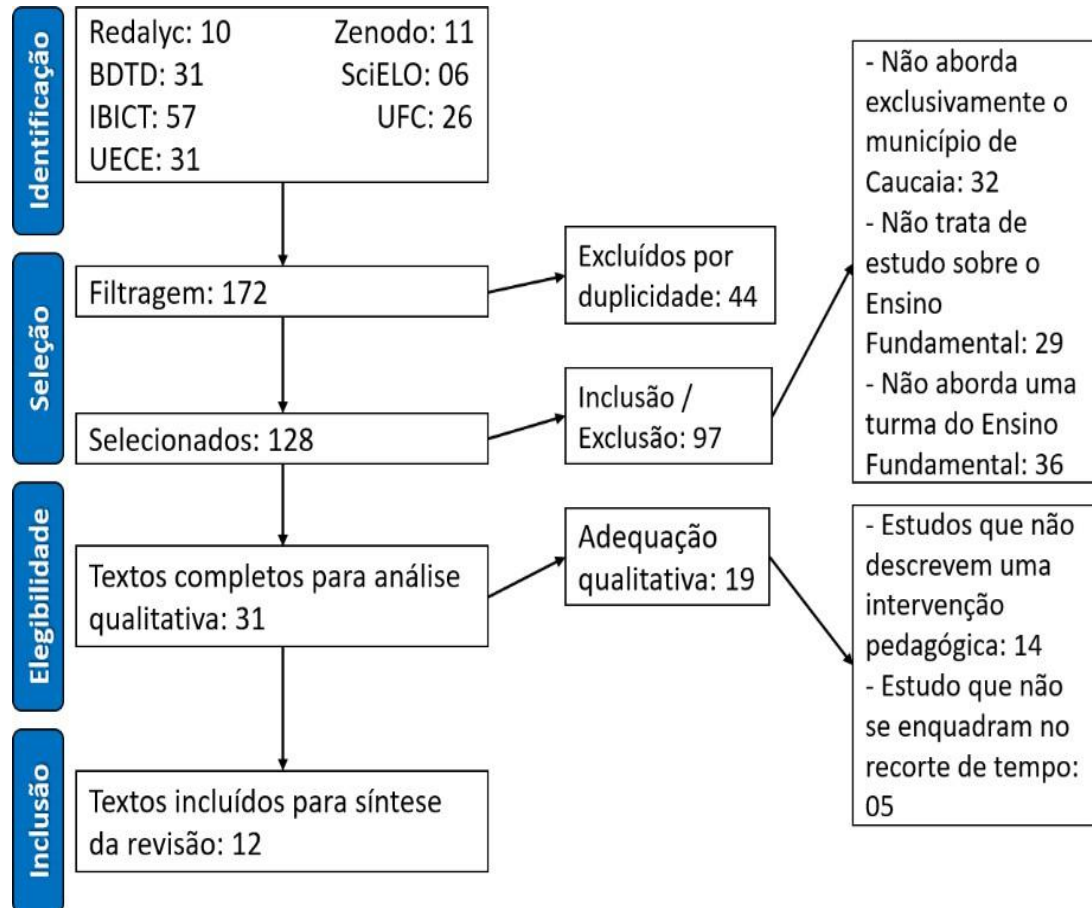 Identificação
Redalyc: 10 Zenodo: 11
BDTD: 31 SciELO: 06
IBICT: 57 UFC: 26
UECE: 31
Seleção
Filtragem: 172
Excluídos por
duplicidade: 44
Selecionados: 128
Inclusão /
Exclusão: 97
- Não aborda
exclusivamente o
município de
Caucaia: 32
- Não trata de
estudo sobre o
Ensino
Fundamental: 29
- Não aborda uma
turma do Ensino
Fundamental: 36
Elegibilidade
Textos completos para análise
qualitativa: 31
Adequação
qualitativa: 19
- Estudos que não
descrevem uma
intervenção
pedagógica: 14
- Estudo que não
se enquadram no
recorte de tempo:
05
Inclusão
Textos incluídos para síntese
da revisão: 12